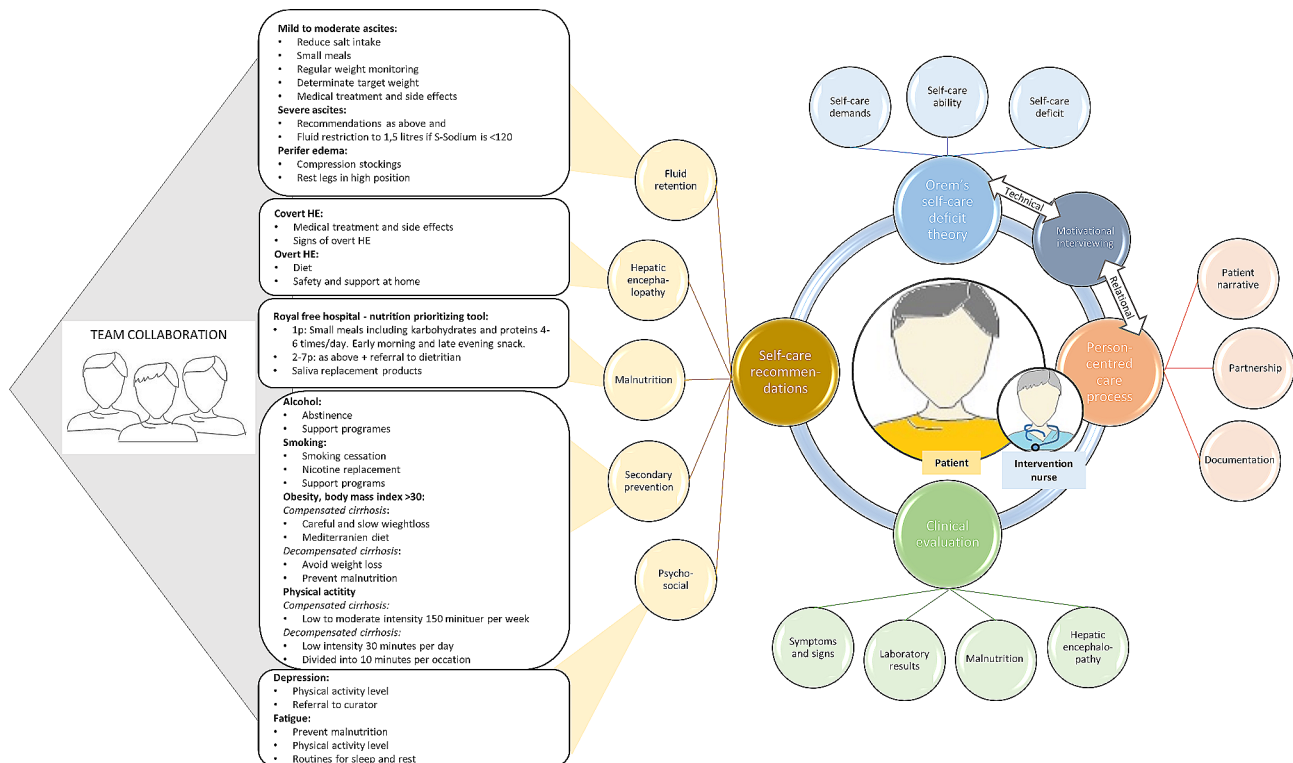 TEAM COLLABORATION
Mild to moderate ascites:
• Reduce salt intake
• Small meals
• Regular weight monitoring
• Determinate target weight
• Medical treatment and side effects
Severe ascites:
• Recommendations as above and
• Fluid restriction to 1,5 litres if S-Sodium is <120
Perifer edema:
• Compression stockings
• Rest legs in high position
Covert HE:
• Medical treatment and side effects
• Signs of overt HE
Overt HE:
• Diet
• Safety and support at home
Royal free hospital - nutrition prioritizing tool:
• 1p: Small meals including karbohydrates and proteins 4-
6 times/day. Early morning and late evening snack.
• 2-7p: as above + referral to dietritian
• Saliva replacement products
Alcohol:
• Abstinence
• Support programes
Smoking:
• Smoking cessation
• Nicotine replacement
• Support programs
Obesity, body mass index >30:
Compensated cirrhosis:
• Careful and slow wieghtloss
• Mediterranien diet
Decompensated cirrhosis:
• Avoid weight loss
• Prevent malnutrition
Physical actitity
Compensated cirrhosis:
• Low to moderate intensity 150 minituer per week
Decompensated cirrhosis:
• Low intensity 30 minutes per day
• Divided into 10 minutes per occation
Depression:
• Physical activity level
• Referral to curator
Fatigue:
• Prevent malnutrition
• Physical activity level
• Routines for sleep and rest
Fluid
retention
Hepatic
encepha-
lopathy
Malnutrition
Secondary
prevention
Psycho-
social
Self-care
recommen-
dations
Self-care
demands
Self-care
ability
Self-care
deficit
Orem's
self-care
deficit
theory
Technical
Motivational
interviewing
Relational
Person-
centred
care
process
Patient
narrative
Partnership
Documentation
Patient
Intervention
nurse
Clinical
evaluation
Symptoms
and signs
Laboratory
results
Malnutrition
Hepatic
encephalo-
pathy